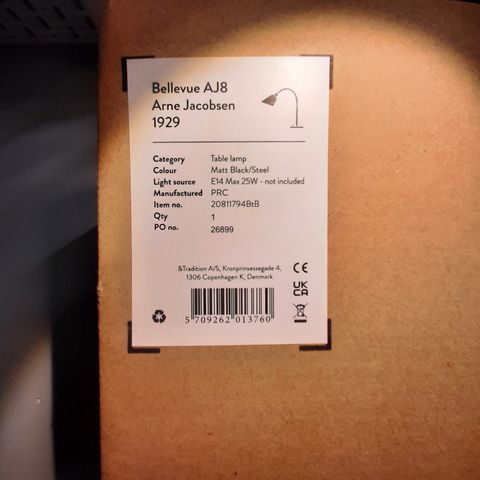 Bellevue AJ8
Arne Jacobsen
1929
Category Table lamp
Colour Matt Black/Steel
Light source E14 Max 25W - not included
Manufactured PRC
Item no. 20811794BtB
Qty 1
PO no. 26899
&Tradition A/S, Kronprinsessegade 4,
1306 Copenhagen K, Denmark
CE
UK
CA
5 709262 013760